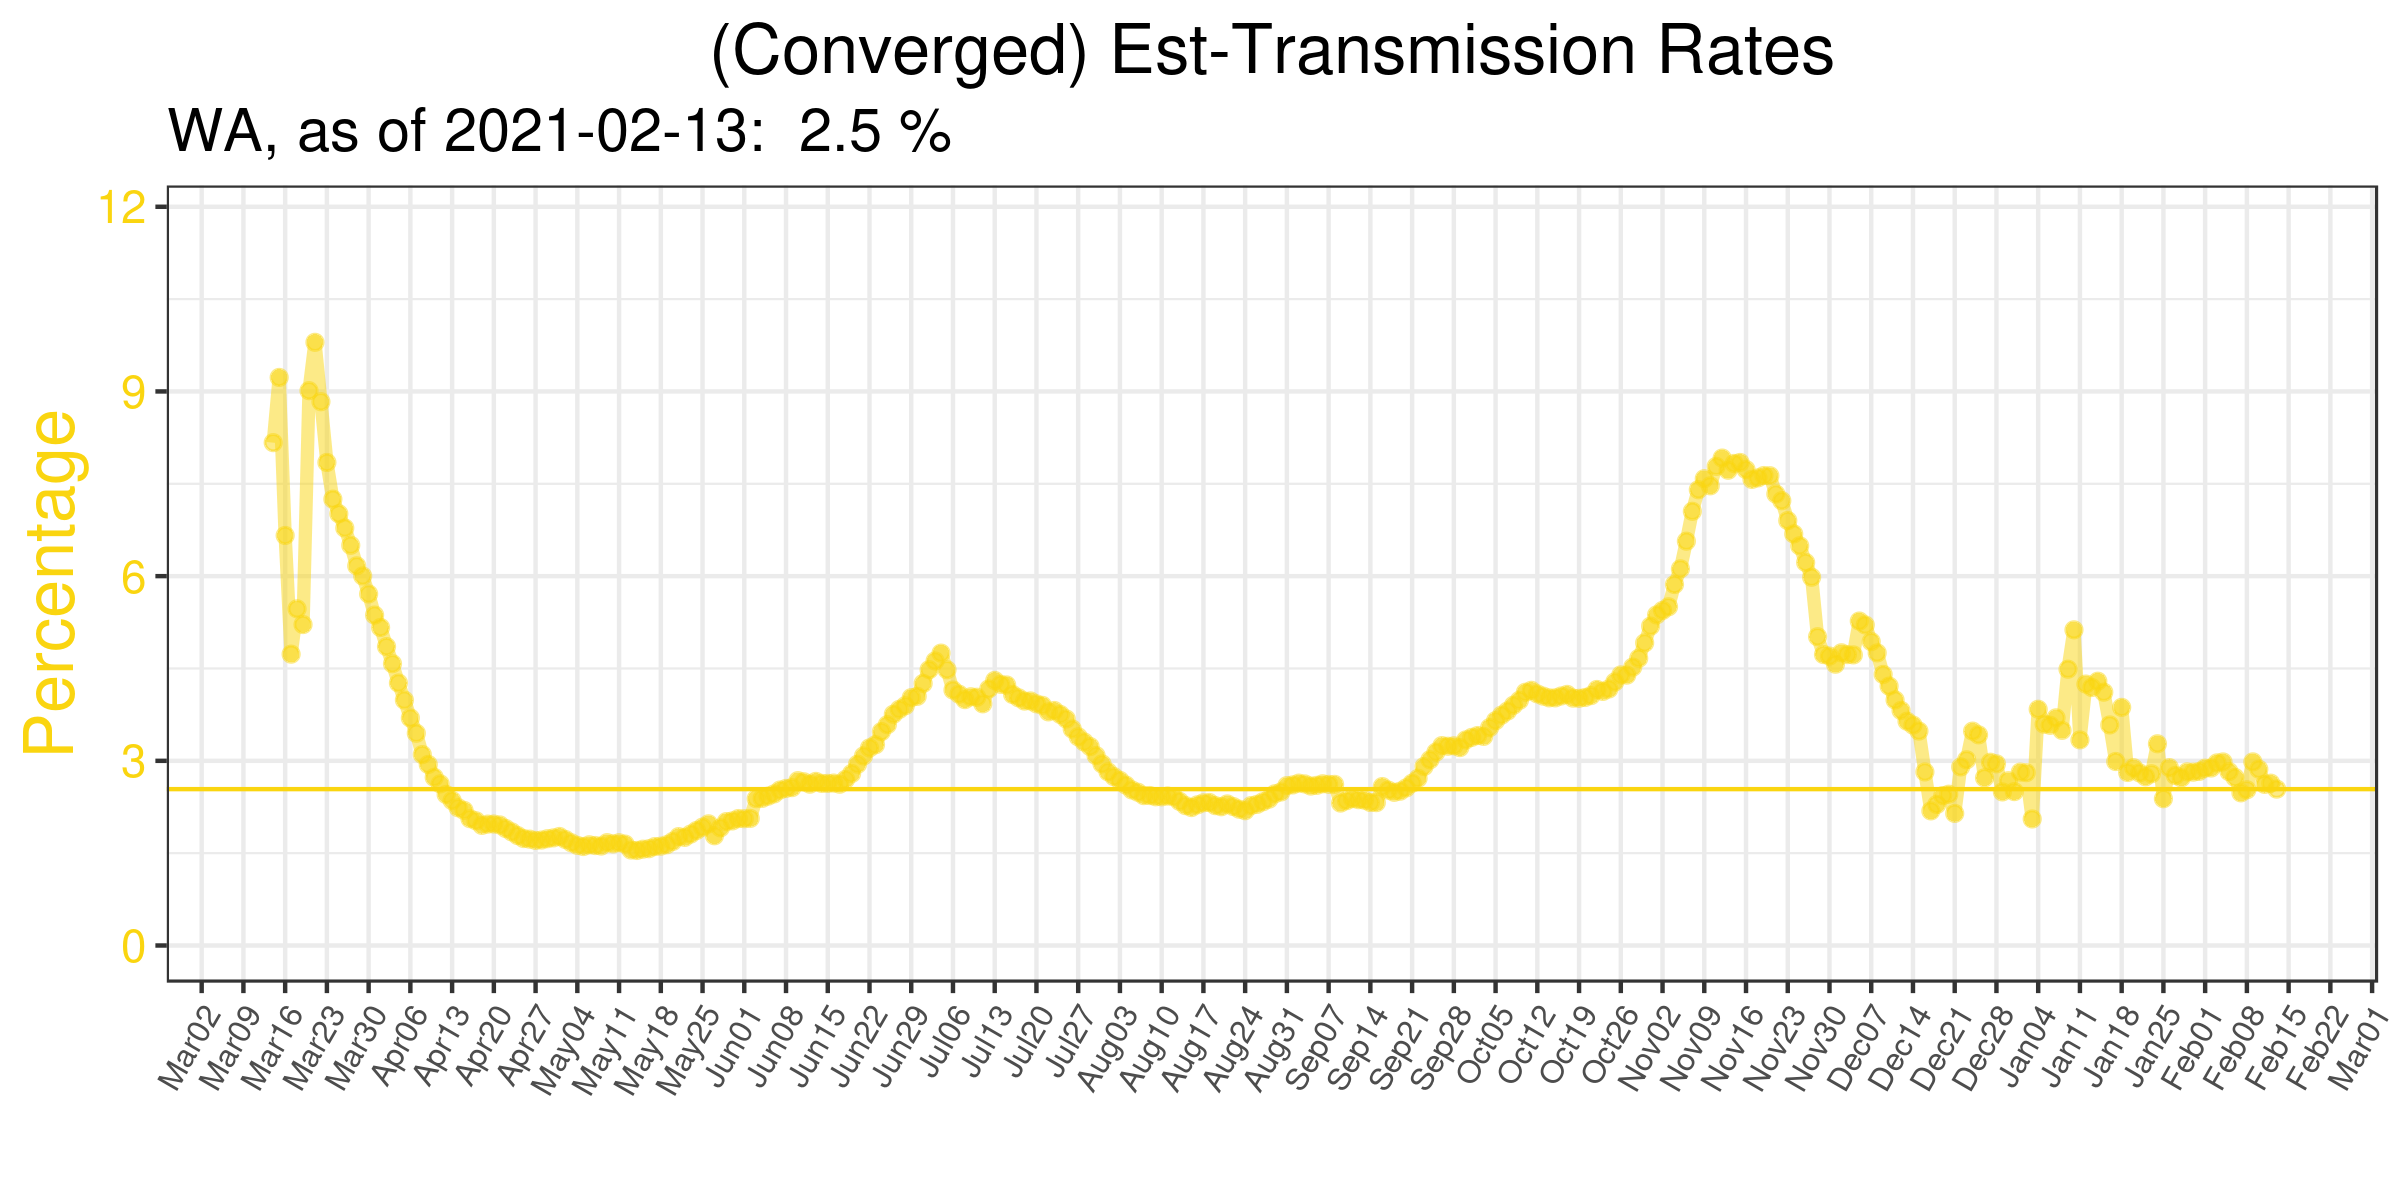 (Converged) Est-Transmission Rates
WA, as of 2021-02-13:  2.5 %
Percentage
12
9
6
3
0
Mar02
Mar09
Mar16
Mar23
Mar30
Apr06
Apr13
Apr20
Apr27
May04
May11
May18
May25
Jun01
Jun08
Jun15
Jun22
Jun29
Jul06
Jul13
Jul20
Jul27
Aug03
Aug10
Aug17
Aug24
Aug31
Sep07
Sep14
Sep21
Sep28
Oct05
Oct12
Oct19
Oct26
Nov02
Nov09
Nov16
Nov23
Nov30
Dec07
Dec14
Dec21
Dec28
Jan04
Jan11
Jan18
Jan25
Feb01
Feb08
Feb15
Feb22
Mar01